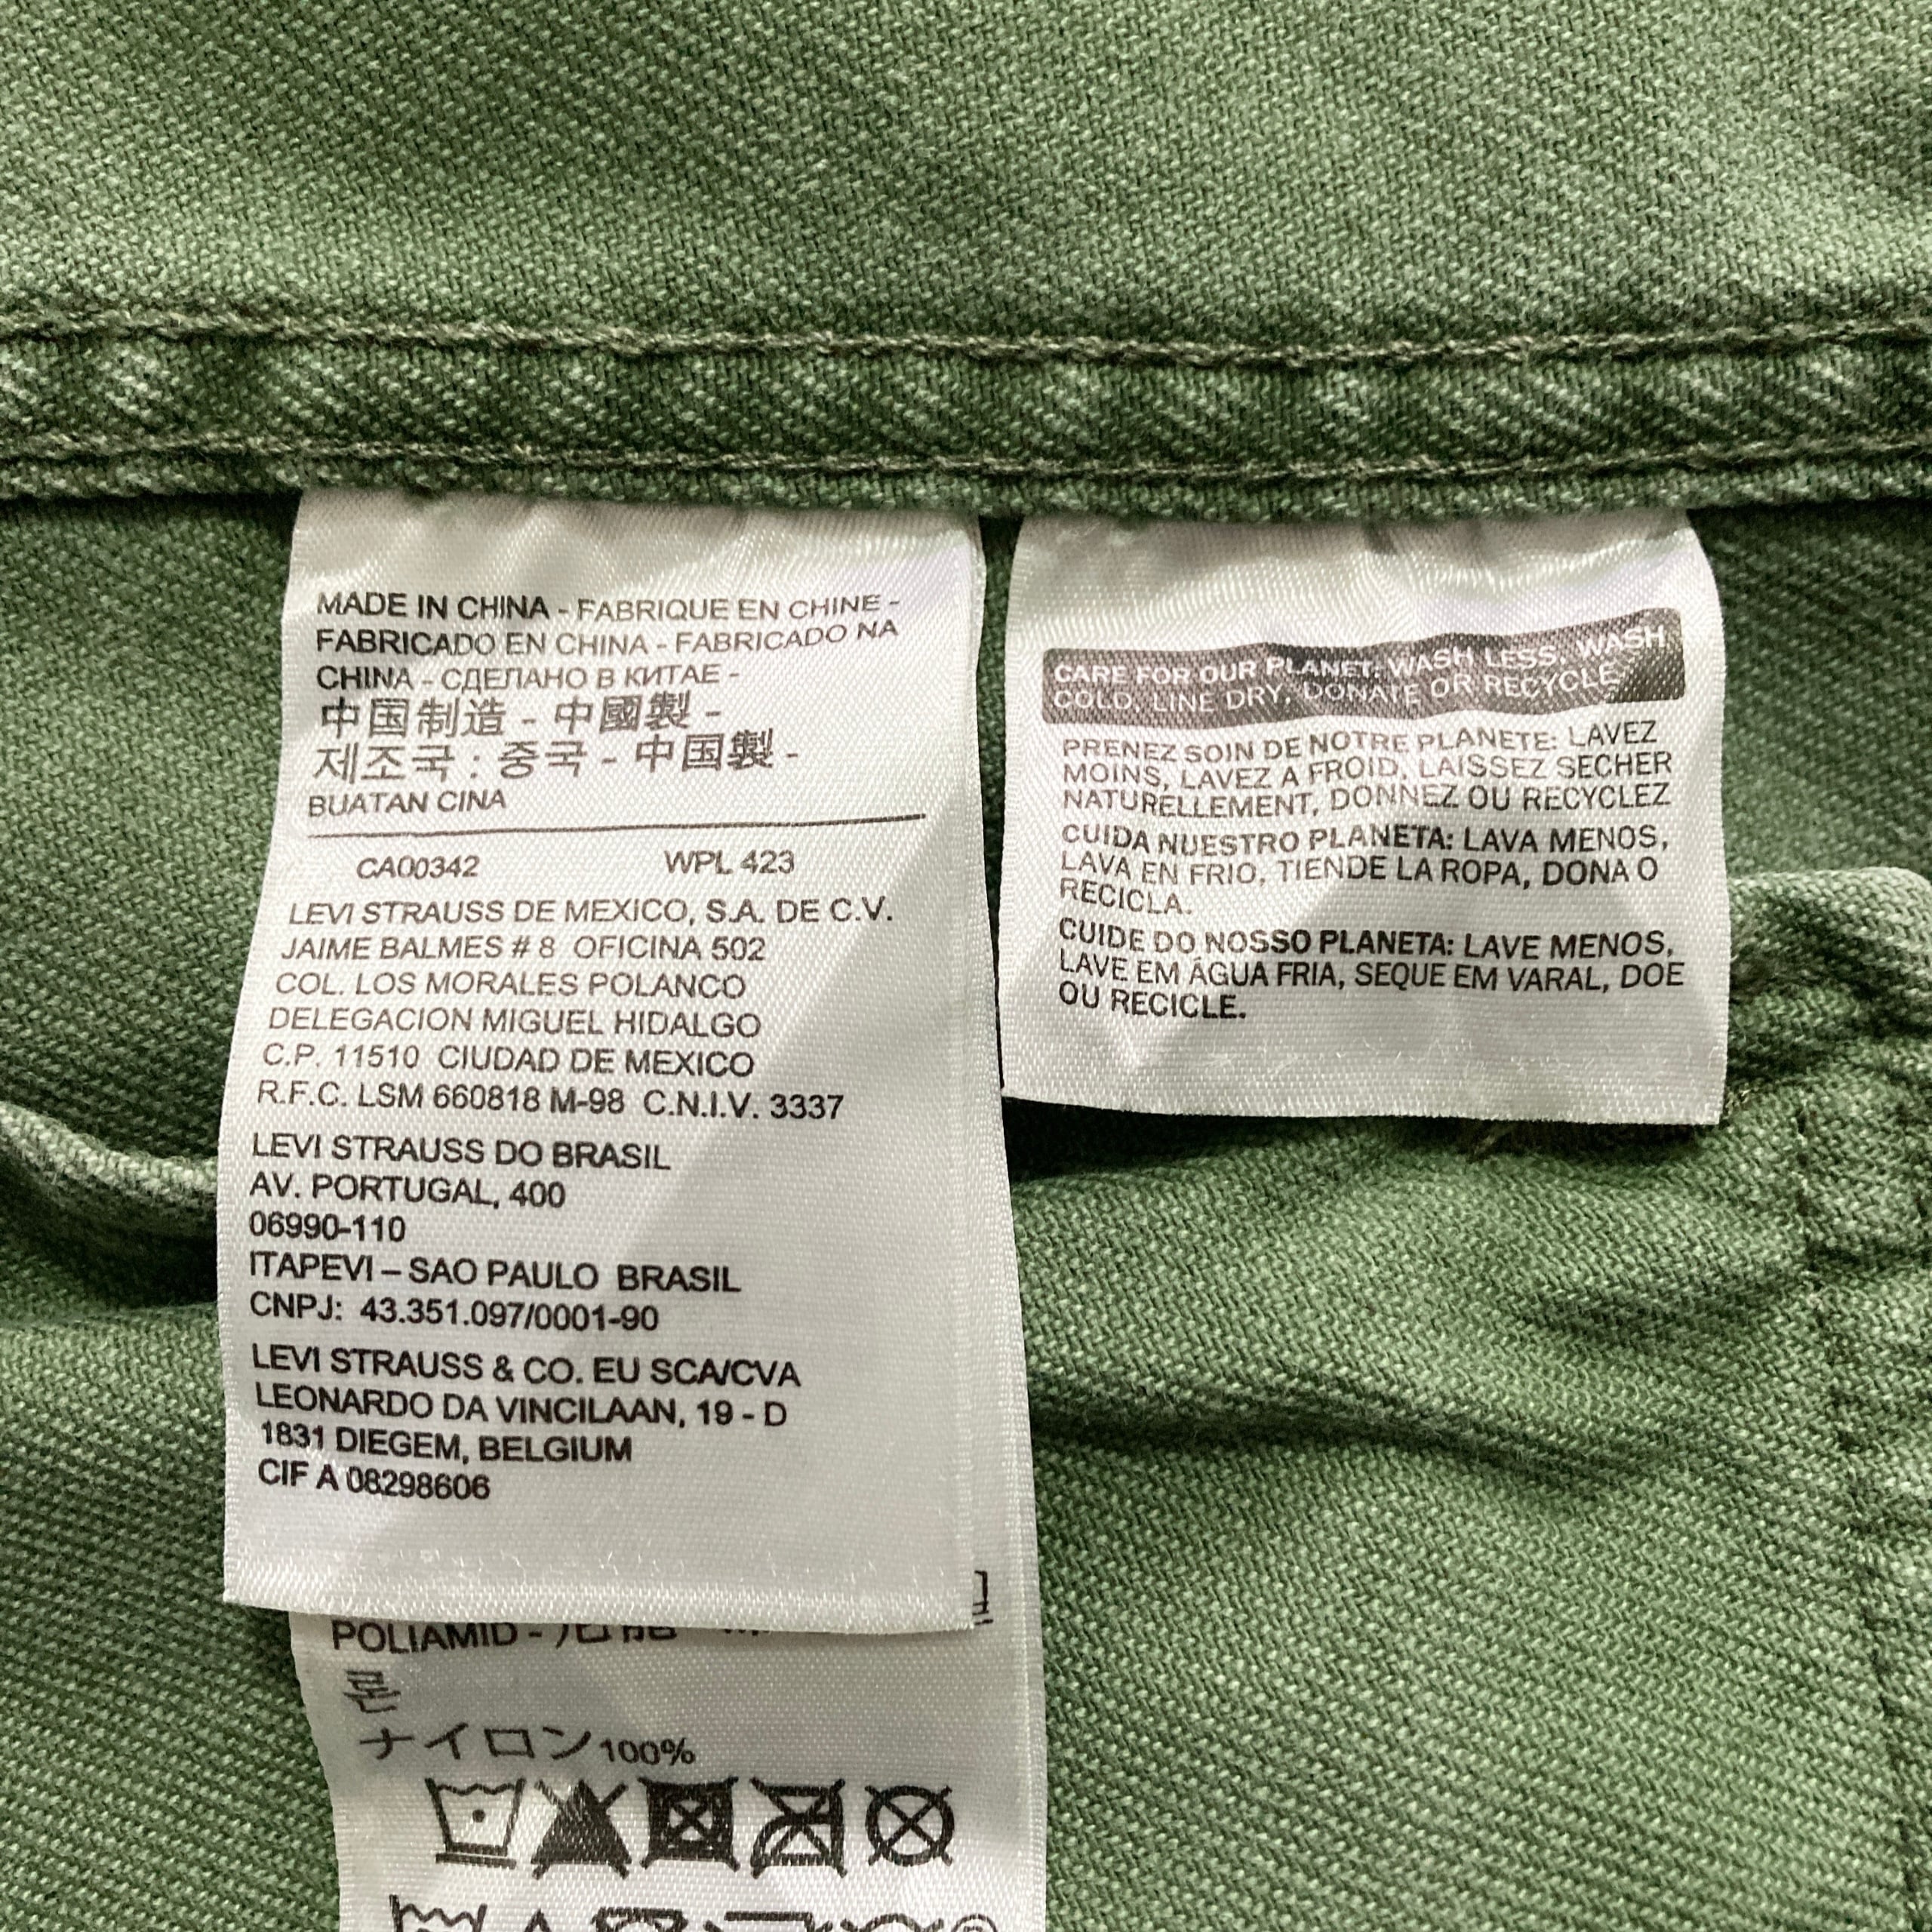 MADE IN CHINA - FABRIQUE EN CHINE -
FABRICADO EN CHINA - FABRICADO NA
CHINA - СДЕЛАНО В КИТАЕ -
中国制造 - 中國製 -
제조국 : 중국 - 中国製 -
BUATAN CINA
CA00342 WPL 423
LEVI STRAUSS DE MEXICO, S.A. DE C.V.
JAIME BALMES # 8 OFICINA 502
COL. LOS MORALES POLANCO
DELEGACION MIGUEL HIDALGO
C.P. 11510 CIUDAD DE MEXICO
R.F.C. LSM 660818 M-98 C.N.I.V. 3337
LEVI STRAUSS DO BRASIL
AV. PORTUGAL, 400
06990-110
ITAPEVI – SAO PAULO BRASIL
CNPJ: 43.351.097/0001-90
LEVI STRAUSS & CO. EU SCA/CVA
LEONARDO DA VINCILAAN, 19 - D
1831 DIEGEM, BELGIUM
CIF A 08298606
POLIAMID -
론
ナイロン100%
CARE FOR OUR PLANET: WASH LESS, WASH
COLD, LINE DRY, DONATE OR RECYCLE
PRENEZ SOIN DE NOTRE PLANETE: LAVEZ
MOINS, LAVEZ A FROID, LAISSEZ SECHER
NATURELLEMENT, DONNEZ OU RECYCLEZ
CUIDA NUESTRO PLANETA: LAVA MENOS,
LAVA EN FRIO, TIENDE LA ROPA, DONA O
RECICLA.
CUIDE DO NOSSO PLANETA: LAVE MENOS,
LAVE EM ÁGUA FRIA, SEQUE EM VARAL, DOE
OU RECICLE.